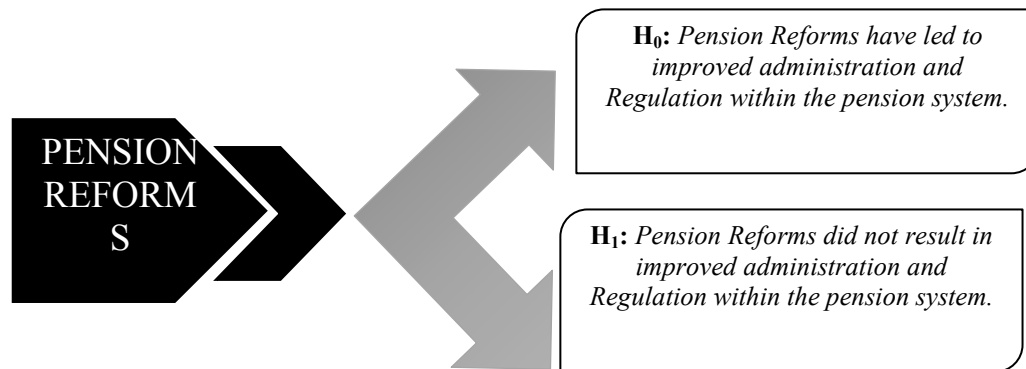 PENSION
REFORM
S
H₀: Pension Reforms have led to
improved administration and
Regulation within the pension system.
H₁: Pension Reforms did not result in
improved administration and
Regulation within the pension system.